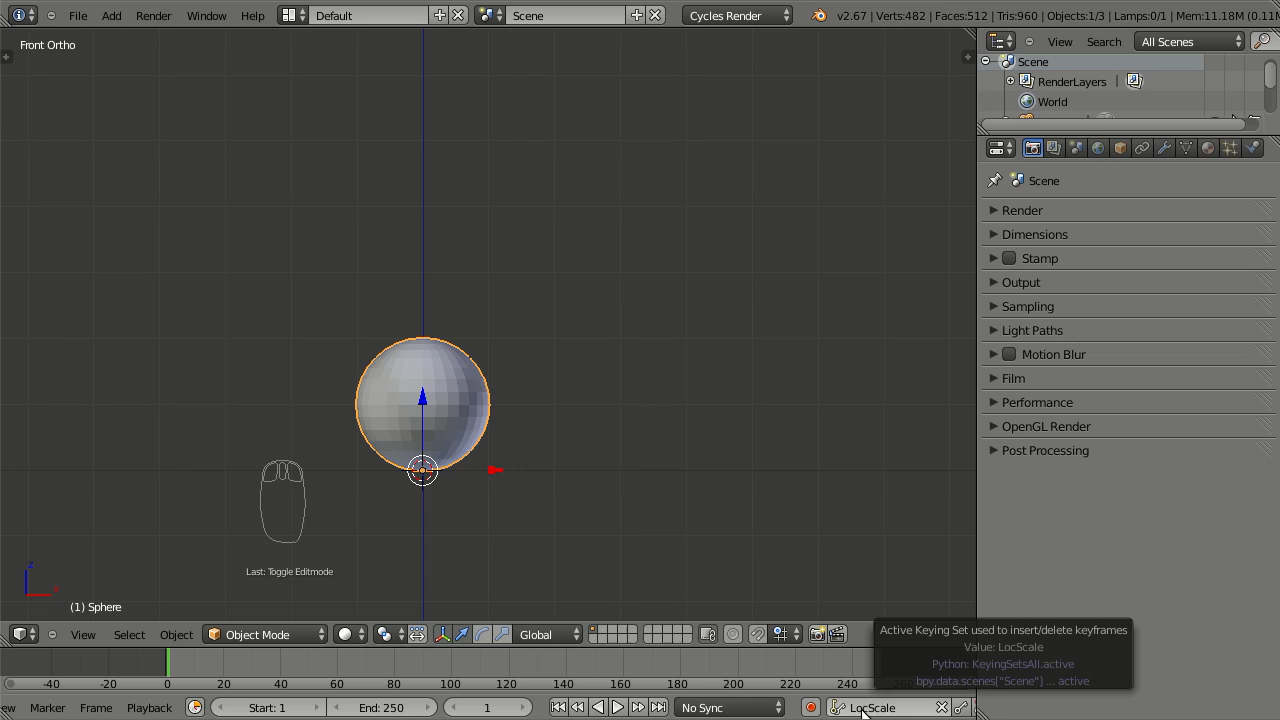 File Add Render Window Help Default Scene Cycles Render v2.67 | Verts:482 | Faces:512 | Tris:960 | Objects:1/3 | Lamps:0/1 | Mem:11.18M (0.11M
Front Ortho
View Search All Scenes
Scene
RenderLayers |
World
Scene
Render
Dimensions
Stamp
Output
Sampling
Light Paths
Motion Blur
Film
Performance
OpenGL Render
Post Processing
z
x
Last: Toggle Editmode
(1) Sphere
View Select Object Object Mode Global
Active Keying Set used to insert/delete keyframes
Value: LocScale
Python: KeyingSetsAll.active
bpy.data.scenes["Scene"] ... active
-40 -20 0 20 40 60 80 100 120 140 160 180 200 220 240
ew Marker Frame Playback Start: 1 End: 250 1 No Sync LocScale